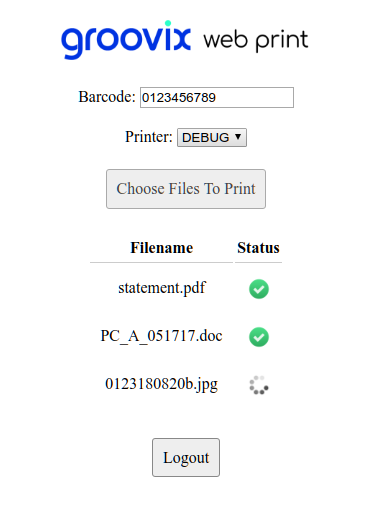 groovix web print
Barcode: 0123456789
Printer: DEBUG
Choose Files To Print
Filename Status
statement.pdf
PC_A_051717.doc
0123180820b.jpg
Logout